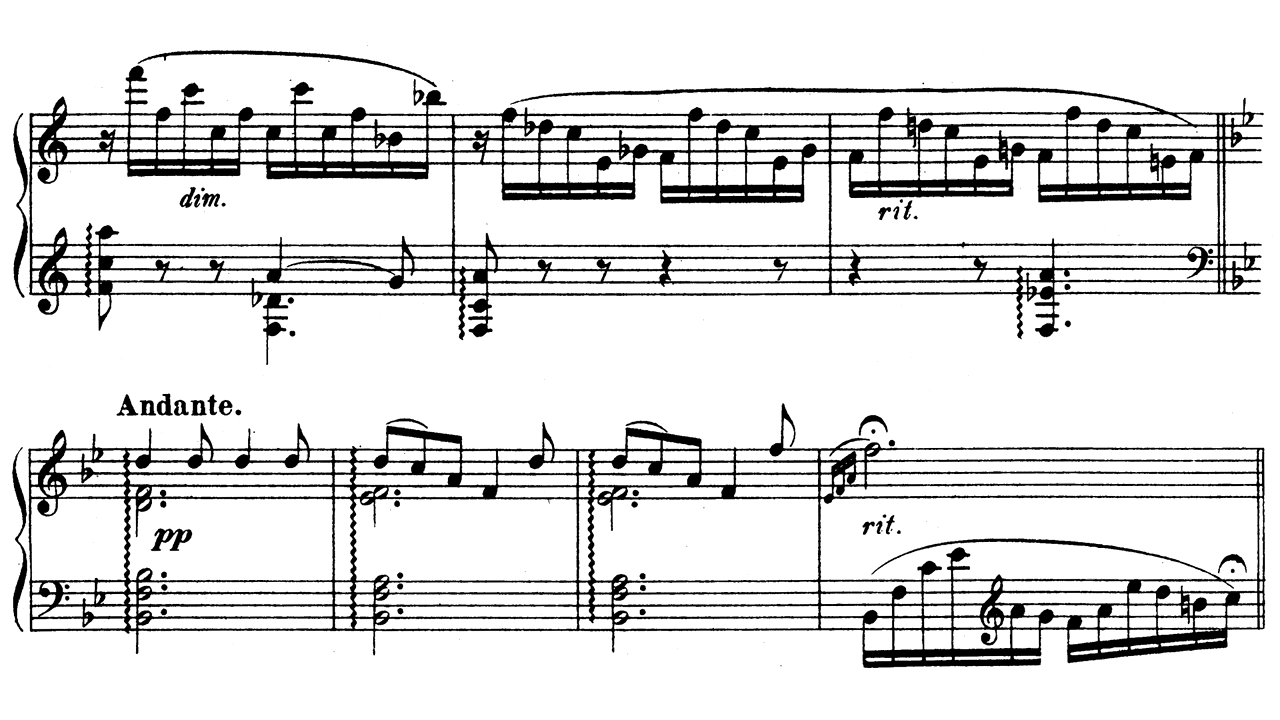 dim.
rit.
Andante.
pp
rit.